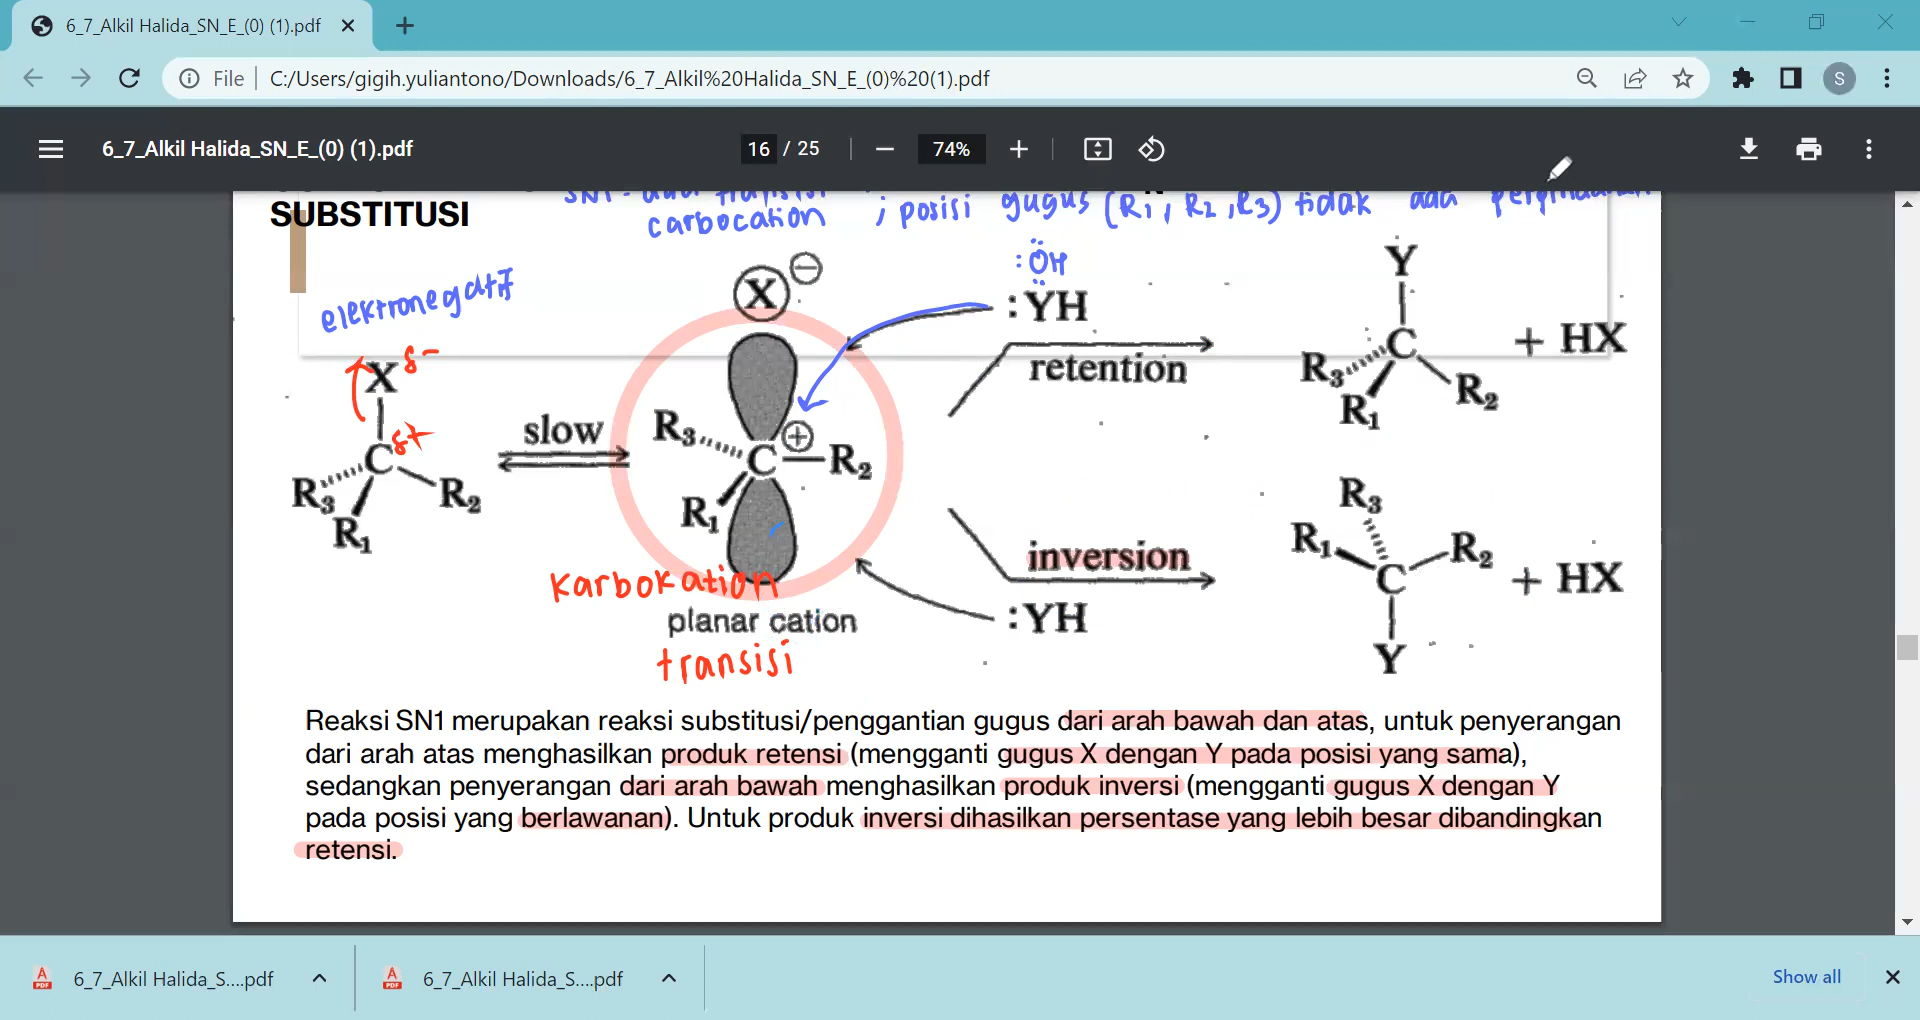 6_7_Alkil Halida_SN_E_(0) (1).pdf
File
C:/Users/gigih.yuliantono/Downloads/6_7_Alkil%20Halida_SN_E_(0)%20(1).pdf
S
6_7_Alkil Halida_SN_E_(0) (1).pdf
16 / 25
74%
carbocation ; posisi gugus (R1, R2, R3) tidak ada
SUBSTITUSI
elektronegatif
X δ-
C δ+
R3
R1
R2
slow
X −
R3
C + R2
R1
karbokation
planar cation
transisi
:ÖH
:YH
retention
Y
C
R3
R1
R2
+ HX
inversion
:YH
R3
R1
R2
C
Y
+ HX
Reaksi SN1 merupakan reaksi substitusi/penggantian gugus dari arah bawah dan atas, untuk penyerangan
dari arah atas menghasilkan produk retensi (mengganti gugus X dengan Y pada posisi yang sama),
sedangkan penyerangan dari arah bawah menghasilkan produk inversi (mengganti gugus X dengan Y
pada posisi yang berlawanan). Untuk produk inversi dihasilkan persentase yang lebih besar dibandingkan
retensi.
6_7_Alkil Halida_S....pdf
6_7_Alkil Halida_S....pdf
Show all